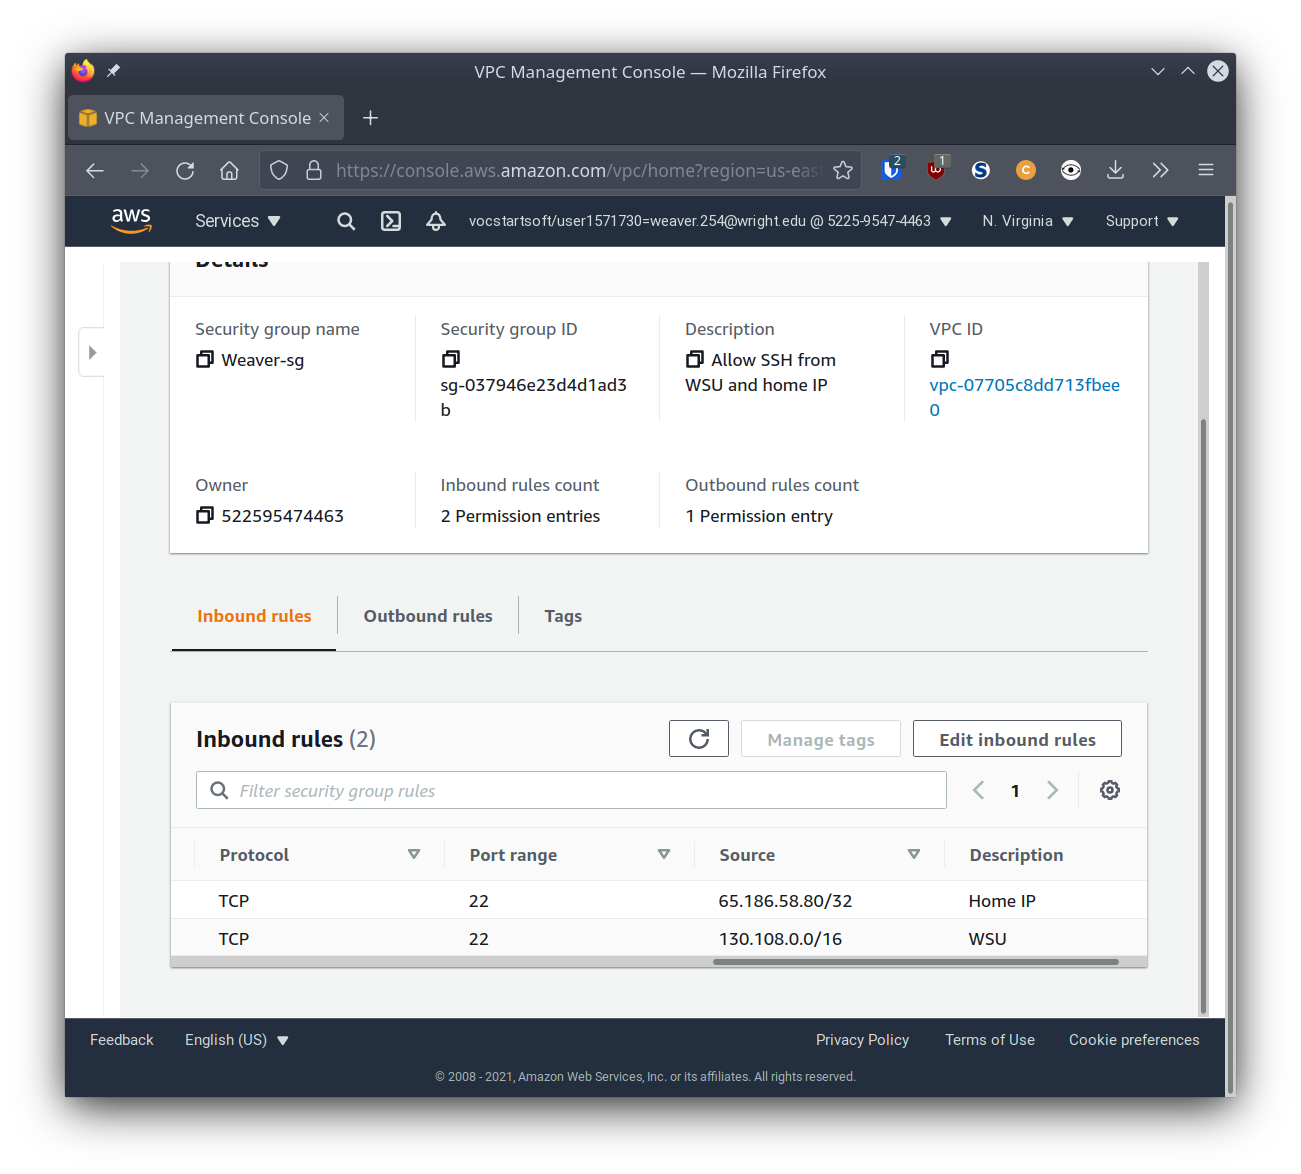 VPC Management Console — Mozilla Firefox
VPC Management Console
https://console.aws.amazon.com/vpc/home?region=us-eas
2
1
aws
Services
vocstartsoft/user1571730=weaver.254@wright.edu @ 5225-9547-4463
N. Virginia
Support
Details
Security group name
Security group ID
Description
VPC ID
Weaver-sg
sg-037946e23d4d1ad3
b
Allow SSH from
WSU and home IP
vpc-07705c8dd713fbee
0
Owner
Inbound rules count
Outbound rules count
522595474463
2 Permission entries
1 Permission entry
Inbound rules
Outbound rules
Tags
Inbound rules (2)
Manage tags
Edit inbound rules
Filter security group rules
1
Protocol
Port range
Source
Description
TCP
22
65.186.58.80/32
Home IP
TCP
22
130.108.0.0/16
WSU
Feedback
English (US)
Privacy Policy
Terms of Use
Cookie preferences
© 2008 - 2021, Amazon Web Services, Inc. or its affiliates. All rights reserved.